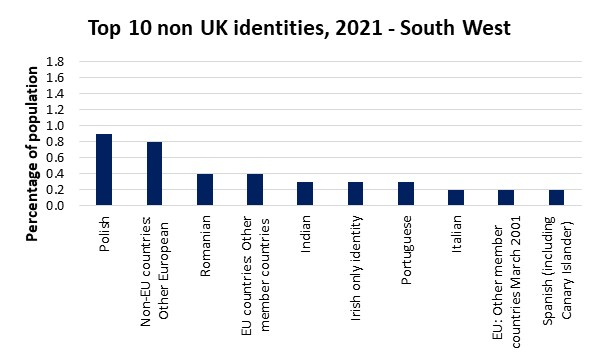 Top 10 non UK identities, 2021 - South West
Percentage of population
1.8
1.6
1.4
1.2
1.0
0.8
0.6
0.4
0.2
0.0
Polish
Non-EU countries:
Other European
Romanian
EU countries: Other
member countries
Indian
Irish only identity
Portuguese
Italian
EU: Other member
countries March 2001
Spanish (including
Canary Islander)